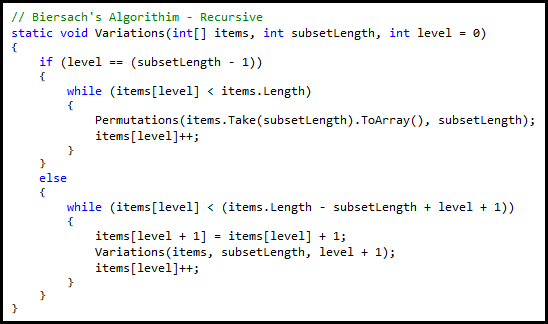 // Biersach's Algorithim - Recursive
static void Variations(int[] items, int subsetLength, int level = 0)
{
    if (level == (subsetLength - 1))
    {
        while (items[level] < items.Length)
        {
            Permutations(items.Take(subsetLength).ToArray(), subsetLength);
            items[level]++;
        }
    }
    else
    {
        while (items[level] < (items.Length - subsetLength + level + 1))
        {
            items[level + 1] = items[level] + 1;
            Variations(items, subsetLength, level + 1);
            items[level]++;
        }
    }
}